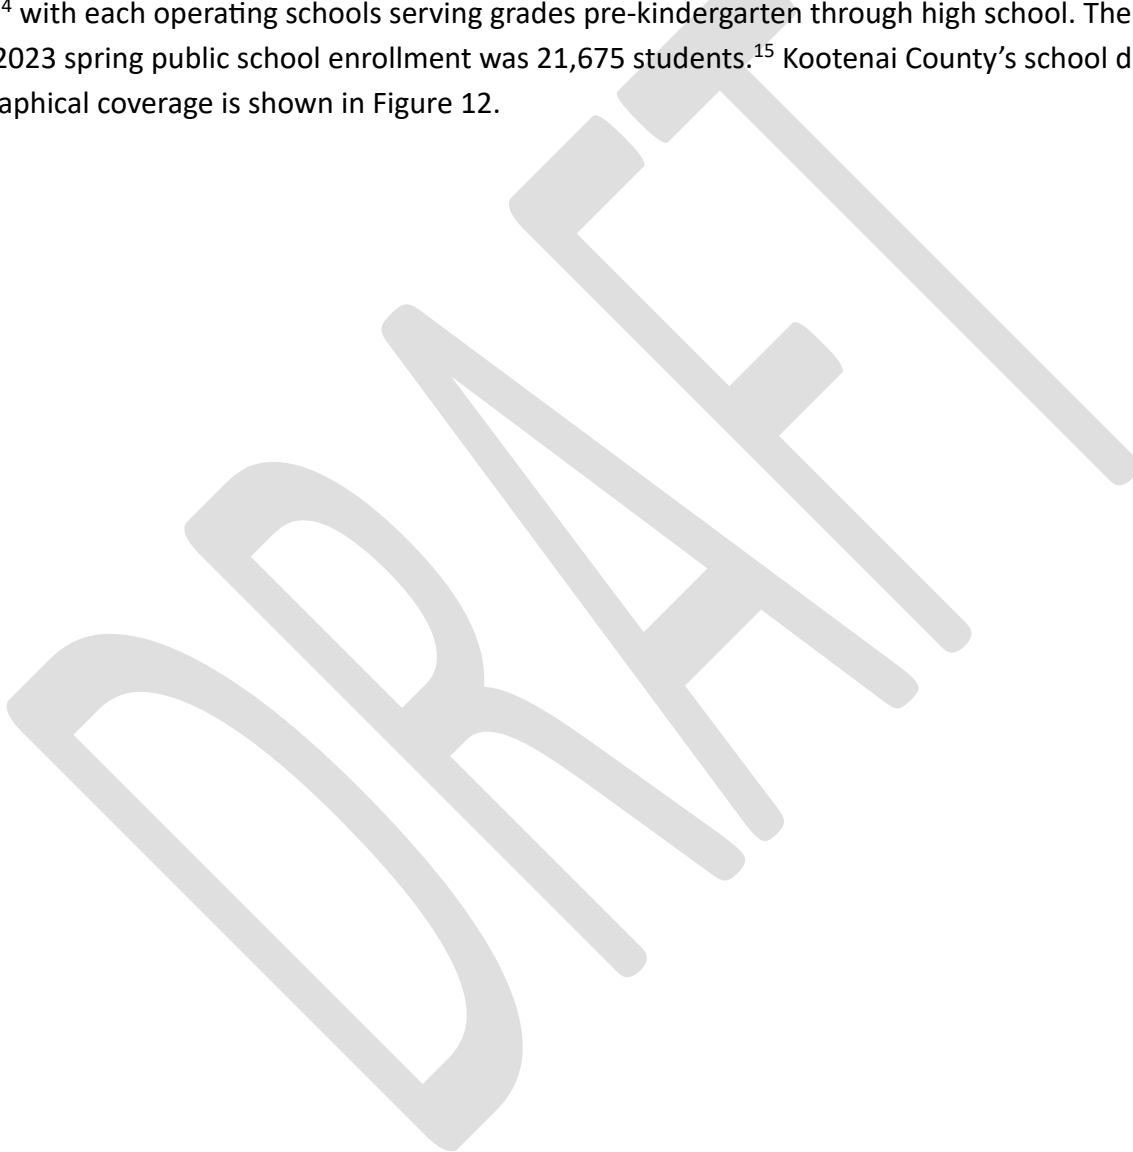 4 with each operating schools serving grades pre-kindergarten through high school. The
2023 spring public school enrollment was 21,675 students.15 Kootenai County's school d
aphical coverage is shown in Figure 12.
DRAFT